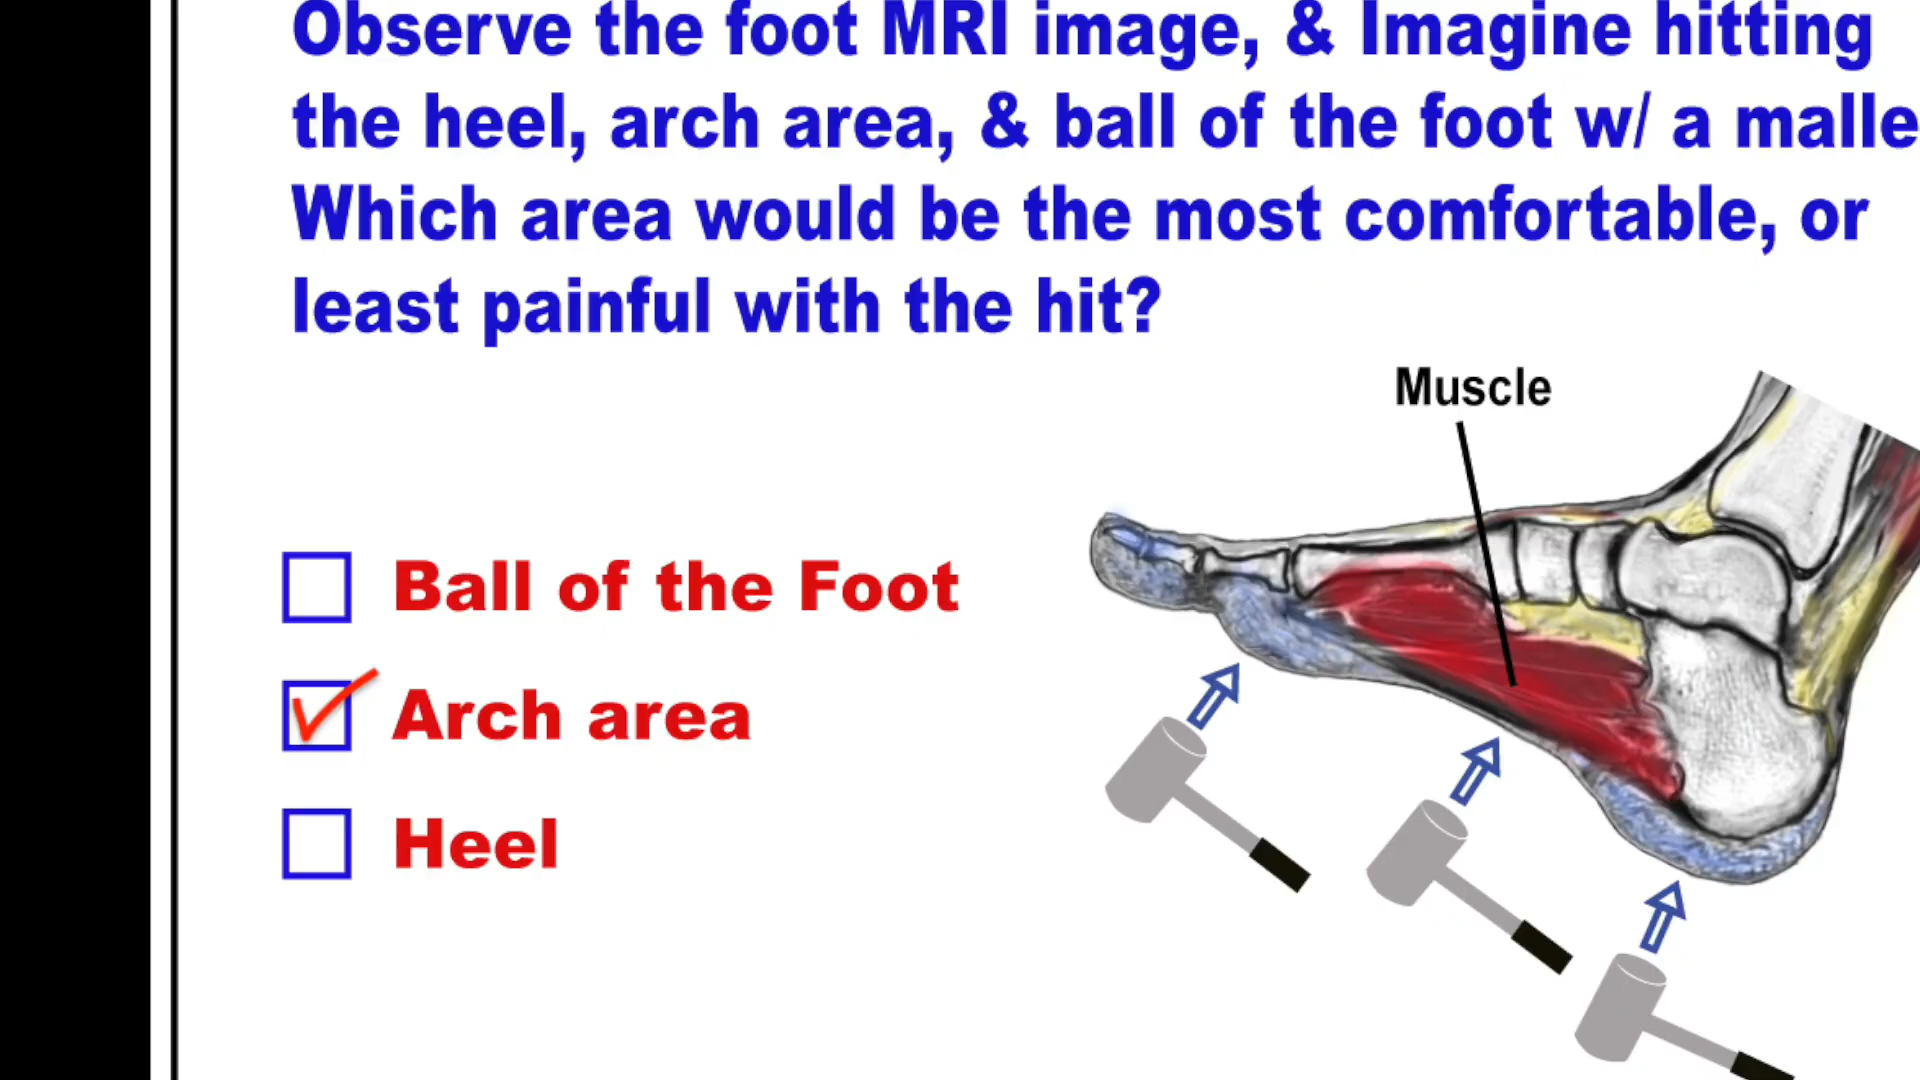 Observe the foot MRI image, & Imagine hitting
the heel, arch area, & ball of the foot w/ a malle
Which area would be the most comfortable, or
least painful with the hit?
Muscle
Ball of the Foot
Arch area
Heel